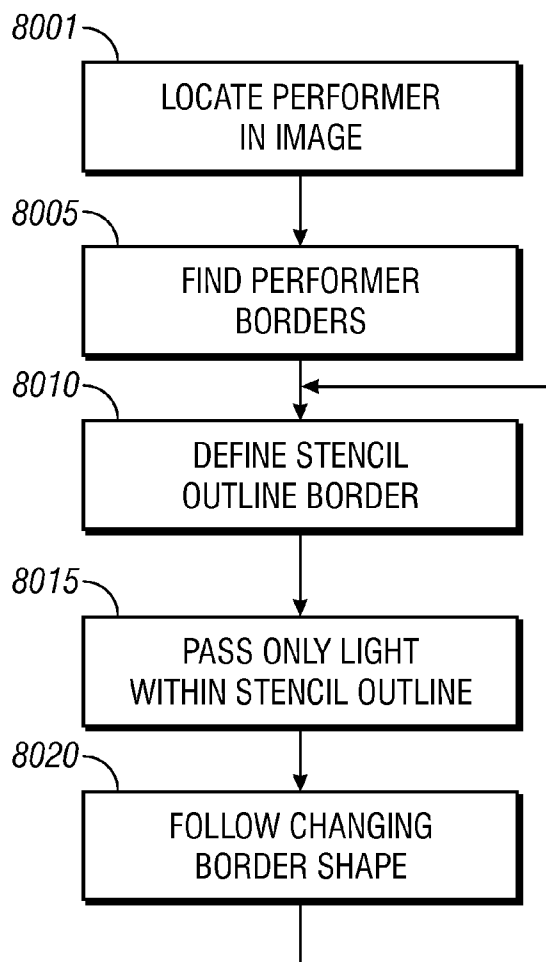 8001
LOCATE PERFORMER
IN IMAGE
8005
FIND PERFORMER
BORDERS
8010
DEFINE STENCIL
OUTLINE BORDER
8015
PASS ONLY LIGHT
WITHIN STENCIL OUTLINE
8020
FOLLOW CHANGING
BORDER SHAPE